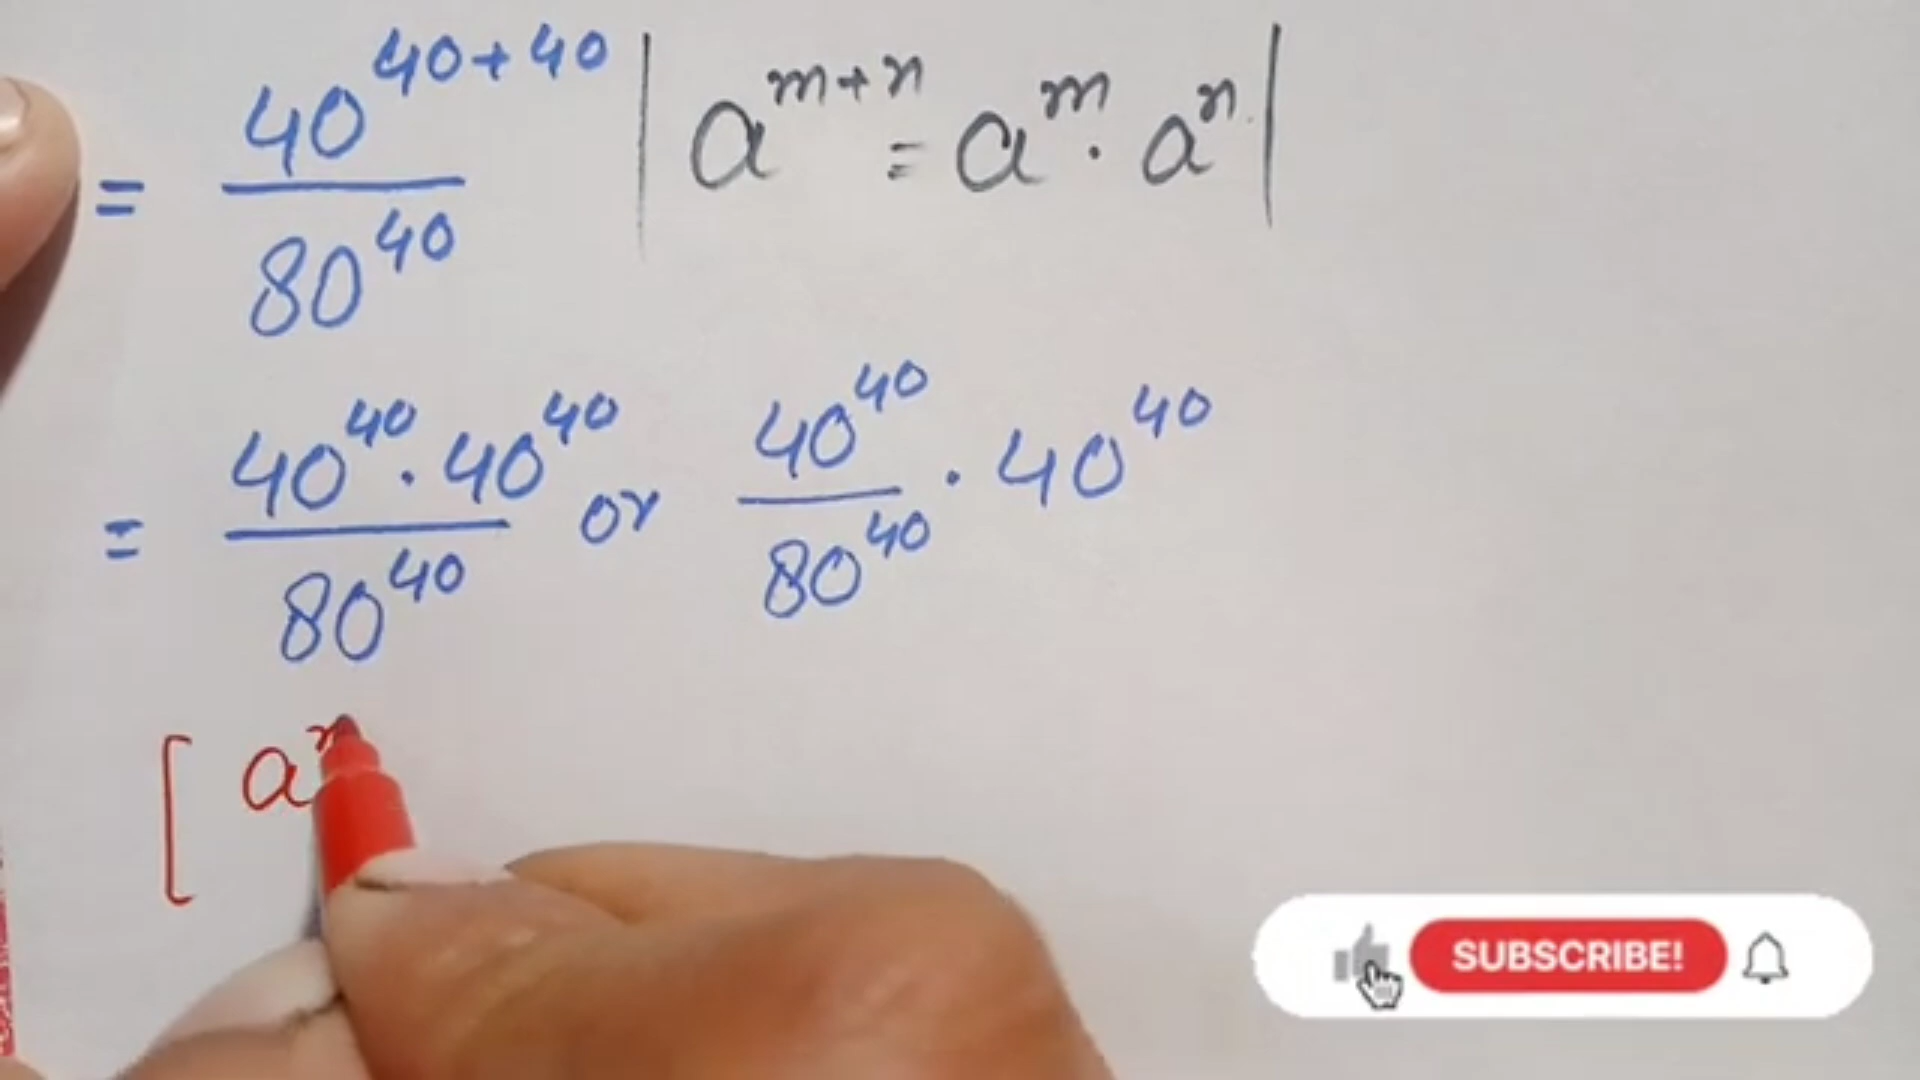 = 40^{40+40} / 80^{40} | a^{m+n} = a^m · a^n |
= 40^{40} · 40^{40} / 80^{40} or 40^{40} / 80^{40} · 40^{40}
[ a
SUBSCRIBE!